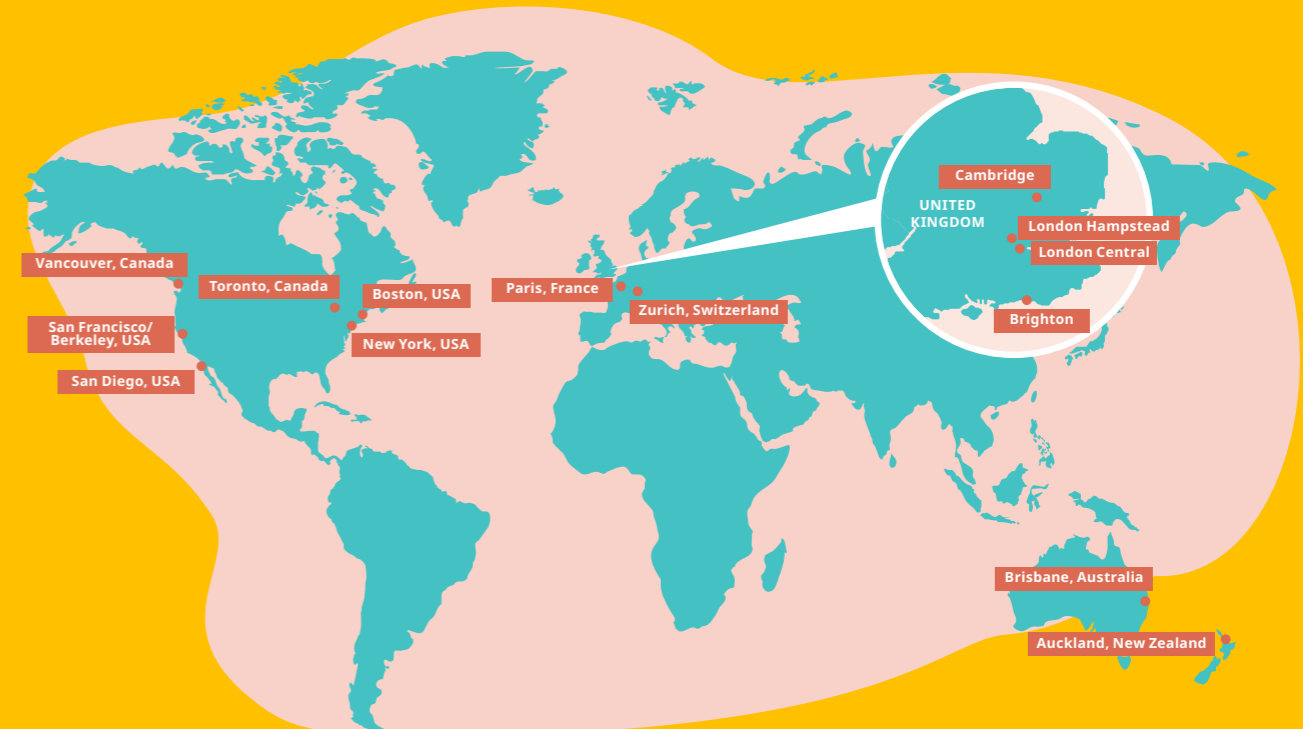 Cambridge
UNITED
KINGDOM
London Hampstead
London Central
Brighton
Vancouver, Canada
Toronto, Canada
Boston, USA
San Francisco/
Berkeley, USA
New York, USA
San Diego, USA
Paris, France
Zurich, Switzerland
Brisbane, Australia
Auckland, New Zealand